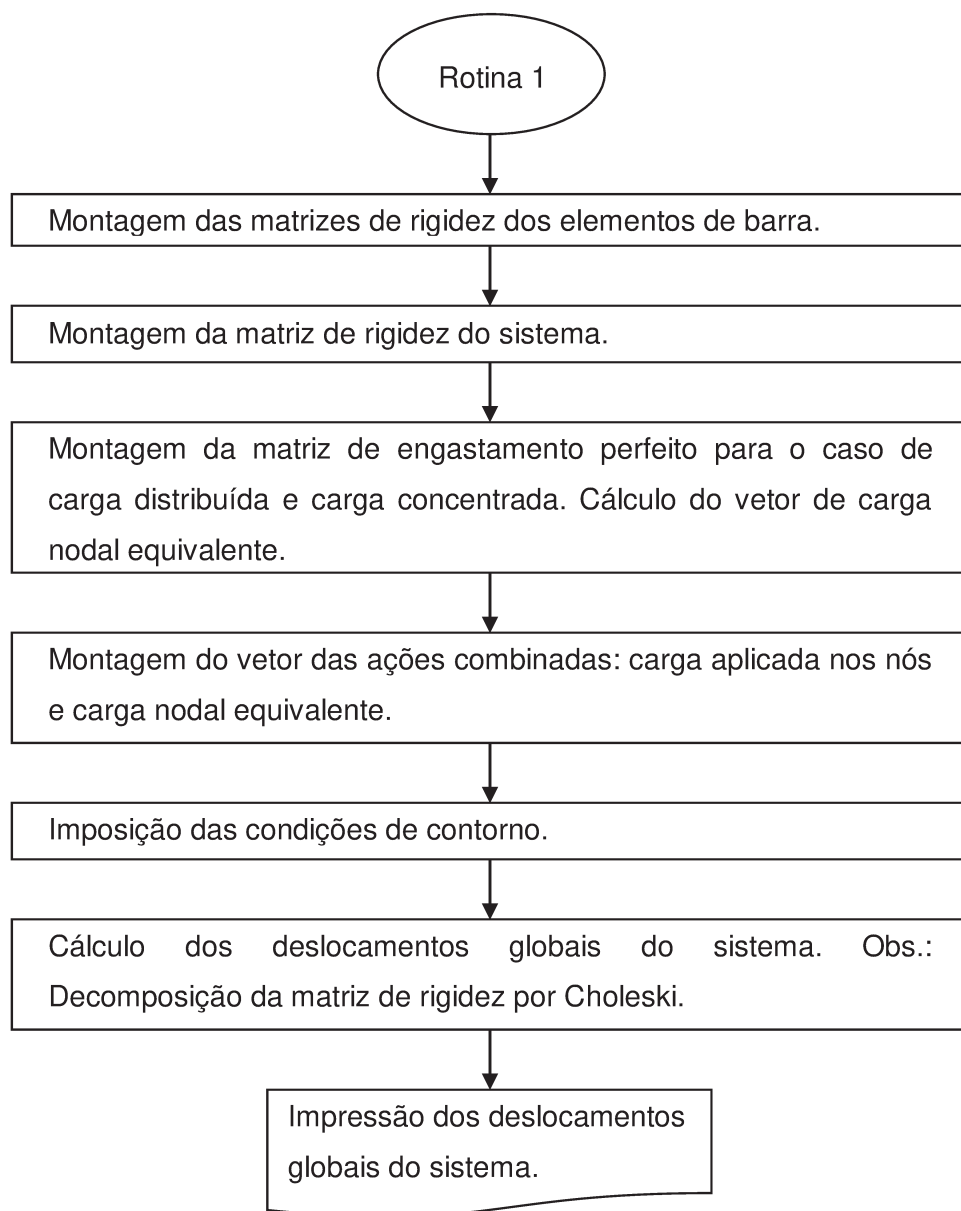 Rotina 1
Montagem das matrizes de rigidez dos elementos de barra.
Montagem da matriz de rigidez do sistema.
Montagem da matriz de engastamento perfeito para o caso de
carga distribuída e carga concentrada. Cálculo do vetor de carga
nodal equivalente.
Montagem do vetor das ações combinadas: carga aplicada nos nós
e carga nodal equivalente.
Imposição das condições de contorno.
Cálculo dos deslocamentos globais do sistema. Obs.:
Decomposição da matriz de rigidez por Choleski.
Impressão dos deslocamentos
globais do sistema.